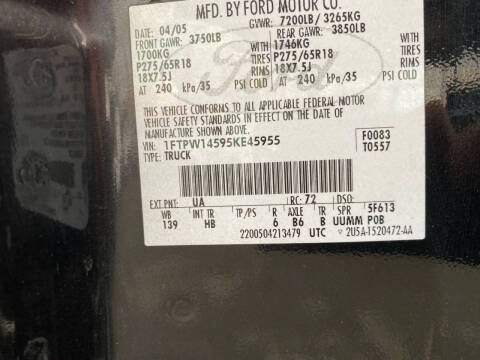 MFD. BY FORD MOTOR CO.
DATE: 04/05 GVWR: 7200LB/ 3265KG
FRONT GAWR: 3750LB REAR GAWR: 3850LB
1700KG WITH 1746KG WITH
P275/65R18 TIRES P275/65R18 TIRES
18X7.5J RIMS 18X7.5J RIMS
AT 240 kPa/35 PSI COLD AT 240 kPa/35 PSI COLD
THIS VEHICLE CONFORMS TO ALL APPLICABLE FEDERAL MOTOR
VEHICLE SAFETY STANDARDS IN EFFECT ON THE DATE OF
MANUFACTURE SHOWN ABOVE.
VIN: 1FTPW14595KE45955 F0083
TYPE: TRUCK T0557
EXT PNT: UA RC: 72 DSO:
WB INT TR TP/PS R AXLE TR SPR 5F613
139 HB 6 B6 B UUMM POB
2200504213479 UTC 2U5A-1520472-AA
Ford